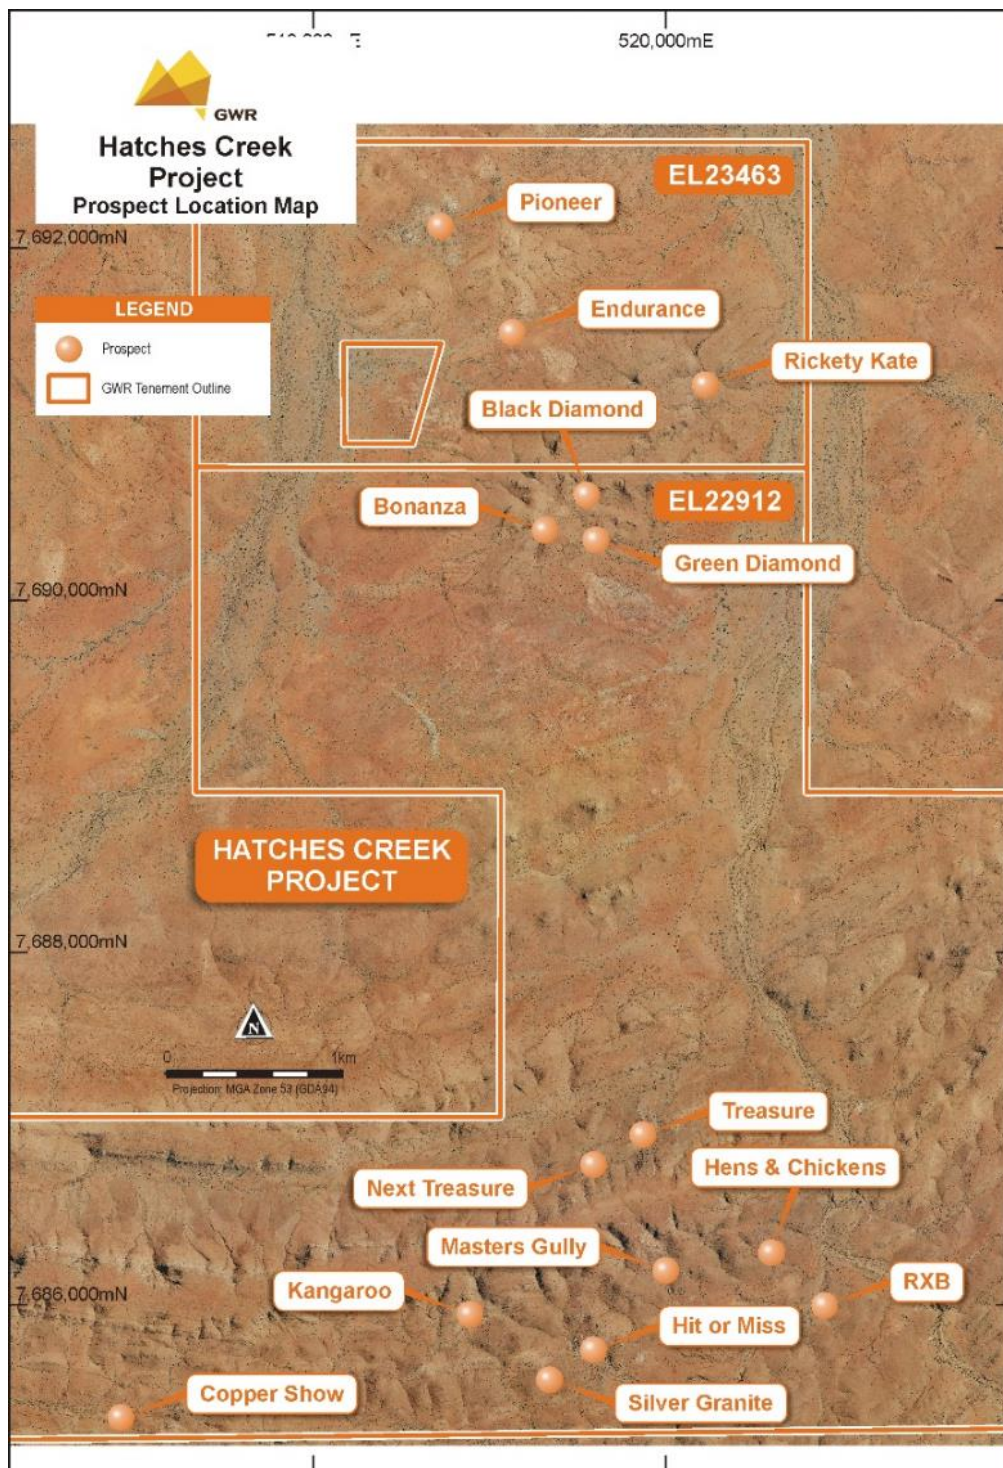 520,000mE
GWR
Hatches Creek
Project
Prospect Location Map
EL23463
Pioneer
7,692,000mN
Endurance
LEGEND
Prospect
GWR Tenement Outline
Rickety Kate
Black Diamond
EL22912
Bonanza
Green Diamond
7,690,000mN
HATCHES CREEK
PROJECT
7,688,000mN
N
0 1km
Projection: MGA Zone 53 (GDA94)
Treasure
Hens & Chickens
Next Treasure
Masters Gully
Kangaroo
7,686,000mN
RXB
Hit or Miss
Copper Show
Silver Granite